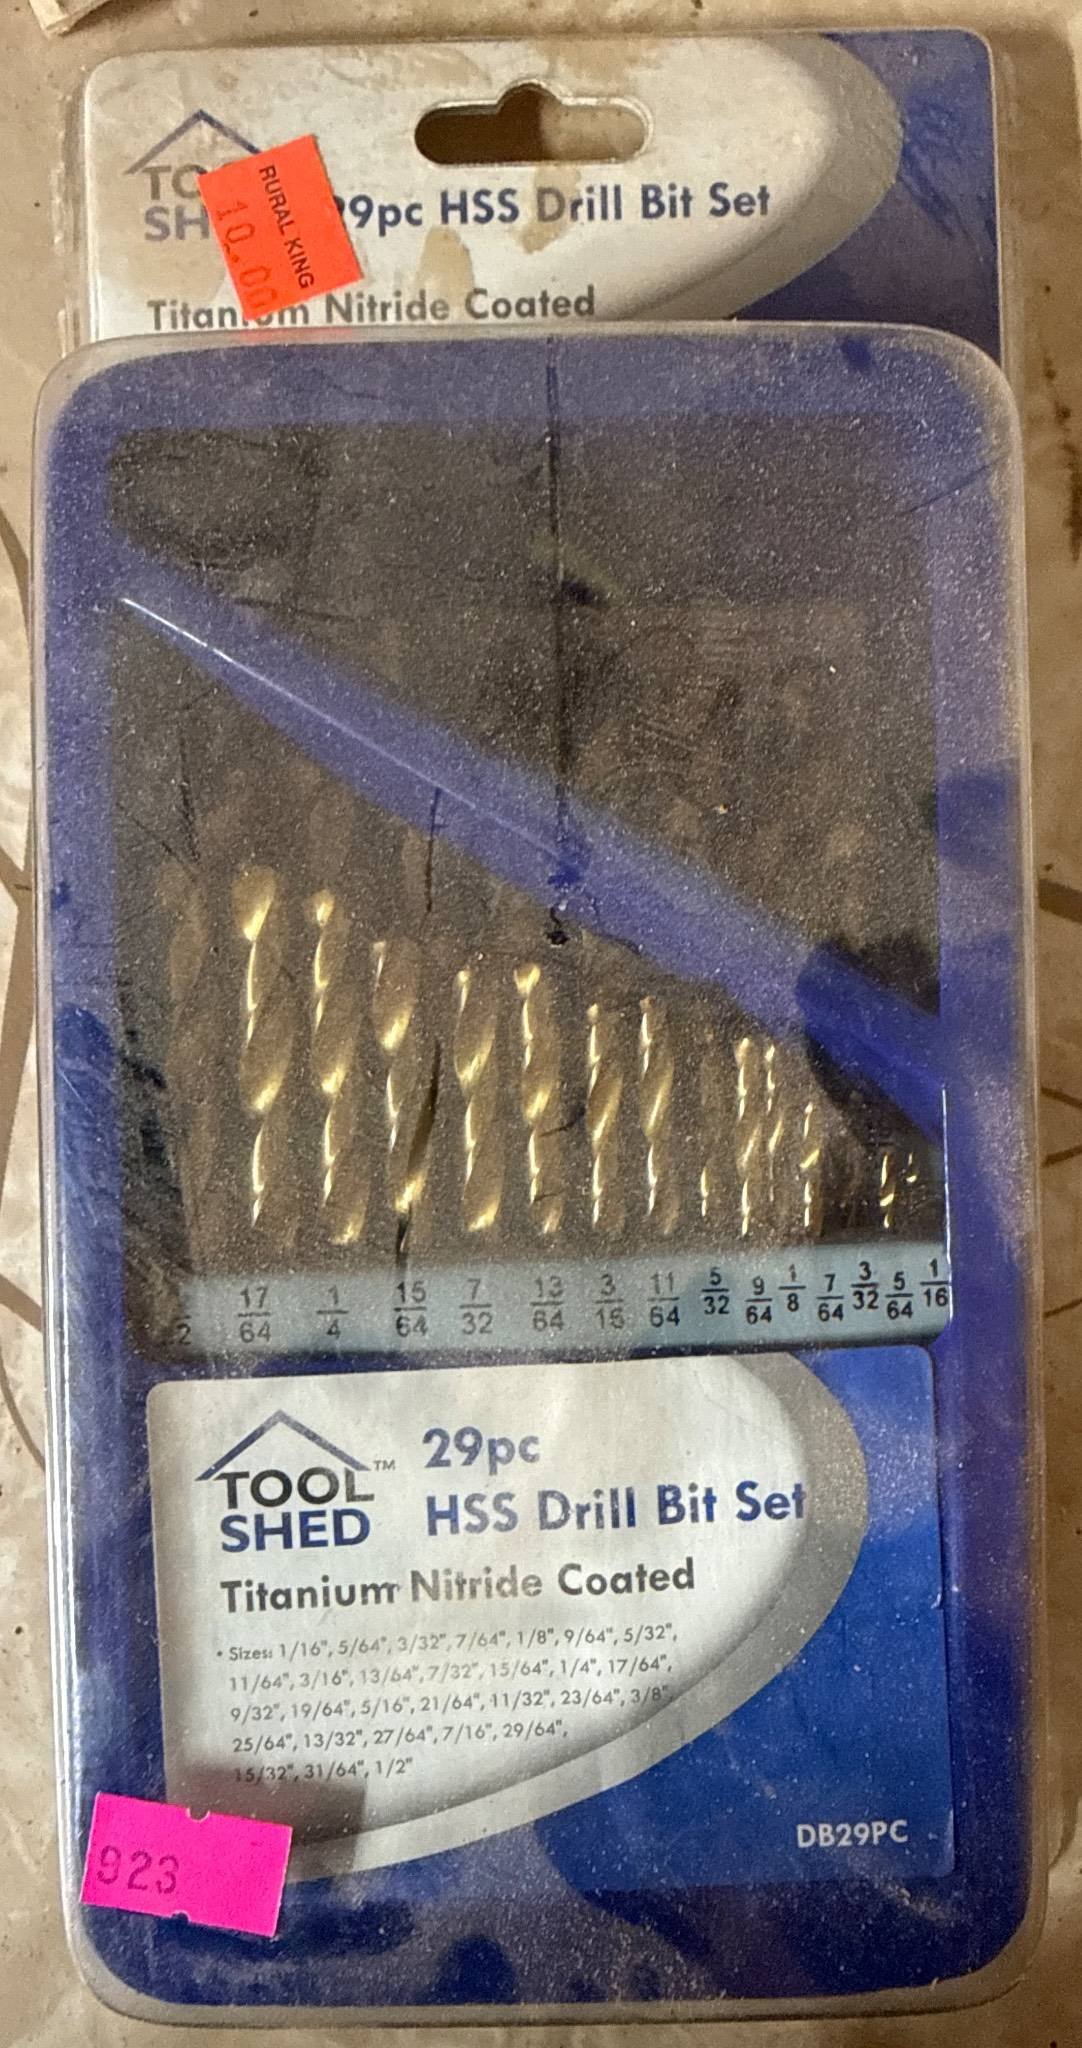 RURAL KING
10.00
29pc HSS Drill Bit Set
Titanium Nitride Coated
17/64 1/4 15/64 7/32 13/64 3/16 11/64 5/32 9/64 1/8 7/64 3/32 5/64 1/16
TOOL SHED™
29pc
HSS Drill Bit Set
Titanium Nitride Coated
• Sizes: 1/16", 5/64", 3/32", 7/64", 1/8", 9/64", 5/32",
11/64", 3/16", 13/64", 7/32", 15/64", 1/4", 17/64",
9/32", 19/64", 5/16", 21/64", 11/32", 23/64", 3/8",
25/64", 13/32", 27/64", 7/16", 29/64",
15/32", 31/64", 1/2"
DB29PC
923